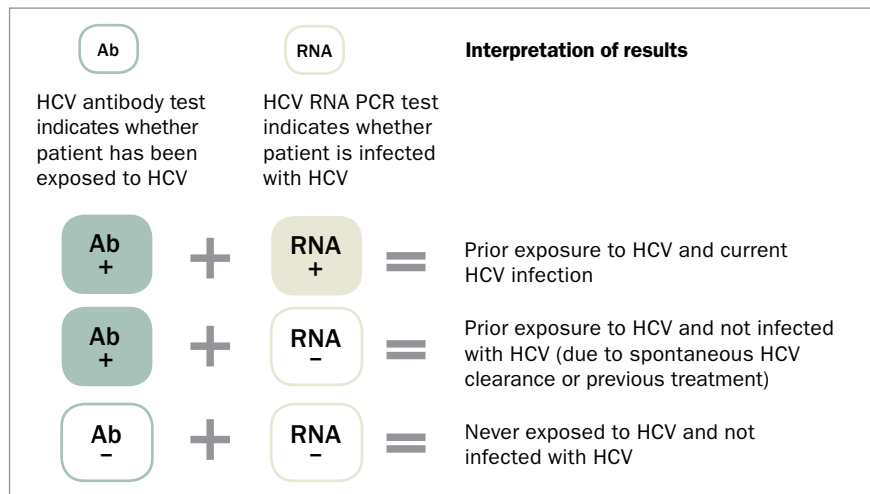 Ab
RNA
Interpretation of results
HCV antibody test
indicates whether
patient has been
exposed to HCV
HCV RNA PCR test
indicates whether
patient is infected
with HCV
Ab
+
+
RNA
+
=
Prior exposure to HCV and current
HCV infection
Ab
+
+
RNA
–
=
Prior exposure to HCV and not infected
with HCV (due to spontaneous HCV
clearance or previous treatment)
Ab
–
+
RNA
–
=
Never exposed to HCV and not
infected with HCV